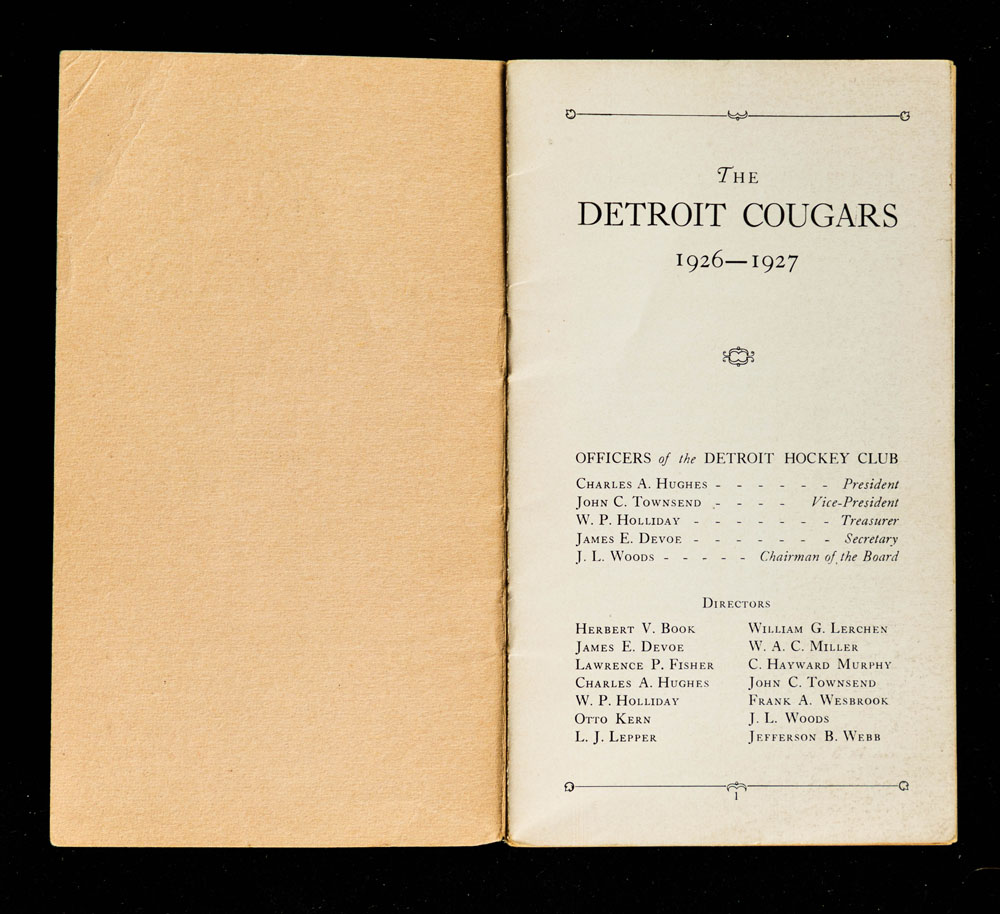 The
DETROIT COUGARS
1926—1927
OFFICERS of the DETROIT HOCKEY CLUB
Charles A. Hughes - - - - - - President
John C. Townsend - - - - Vice-President
W. P. Holliday - - - - - - - Treasurer
James E. Devoe - - - - - - - Secretary
J. L. Woods - - - - - Chairman of the Board
Directors
Herbert V. Book
James E. Devoe
Lawrence P. Fisher
Charles A. Hughes
W. P. Holliday
Otto Kern
L. J. Lepper
William G. Lerchen
W. A. C. Miller
C. Hayward Murphy
John C. Townsend
Frank A. Wesbrook
J. L. Woods
Jefferson B. Webb
1